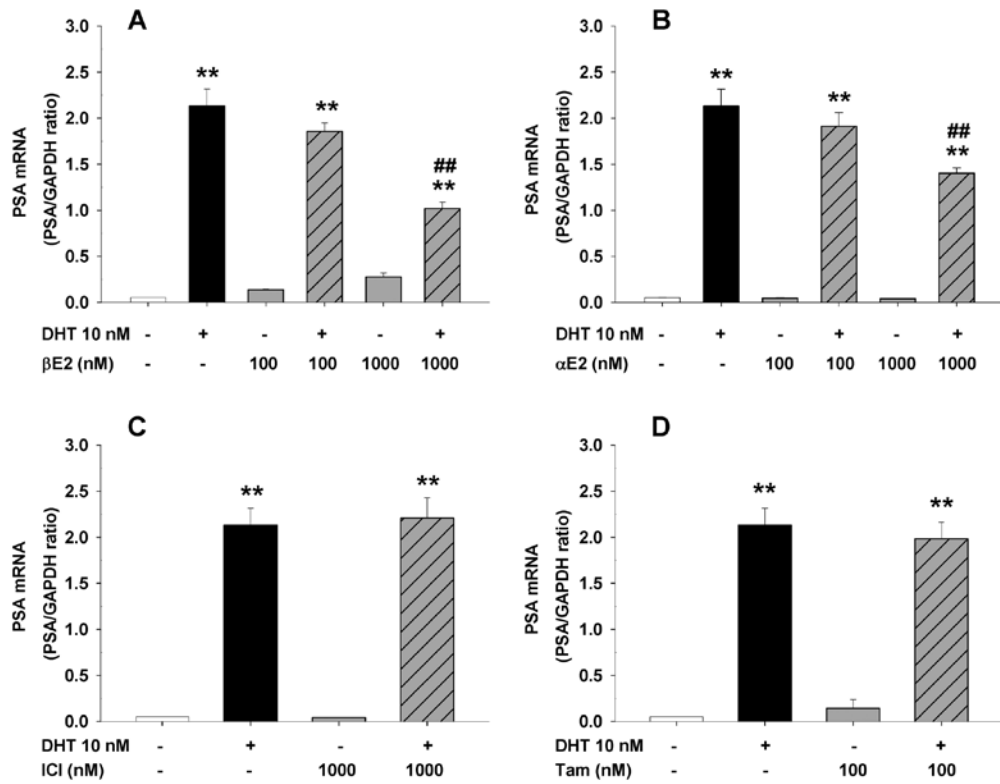 A
PSA mRNA
(PSA/GAPDH ratio)
3.0
2.5
2.0
1.5
1.0
0.5
0.0
**
**
##
**
DHT 10 nM - + - + - +
βE2 (nM) - - 100 100 1000 1000
B
PSA mRNA
(PSA/GAPDH ratio)
3.0
2.5
2.0
1.5
1.0
0.5
0.0
**
**
##
**
DHT 10 nM - + - + - +
αE2 (nM) - - 100 100 1000 1000
C
PSA mRNA
(PSA/GAPDH ratio)
3.0
2.5
2.0
1.5
1.0
0.5
0.0
**
**
DHT 10 nM - + - +
ICI (nM) - - 1000 1000
D
PSA mRNA
(PSA/GAPDH ratio)
3.0
2.5
2.0
1.5
1.0
0.5
0.0
**
**
DHT 10 nM - + - +
Tam (nM) - - 100 100